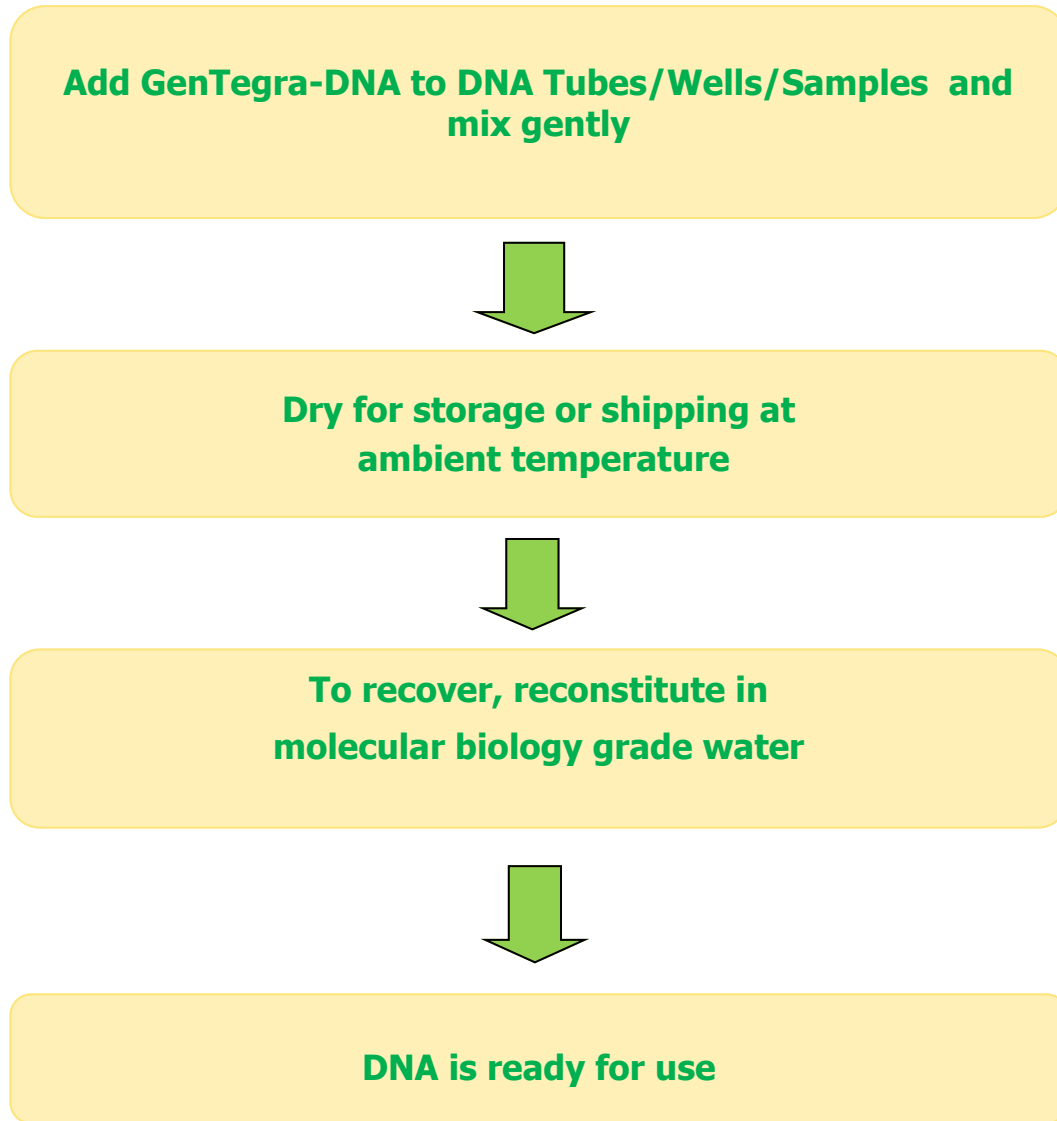 Add GenTegra-DNA to DNA Tubes/Wells/Samples and
mix gently
Dry for storage or shipping at
ambient temperature
To recover, reconstitute in
molecular biology grade water
DNA is ready for use